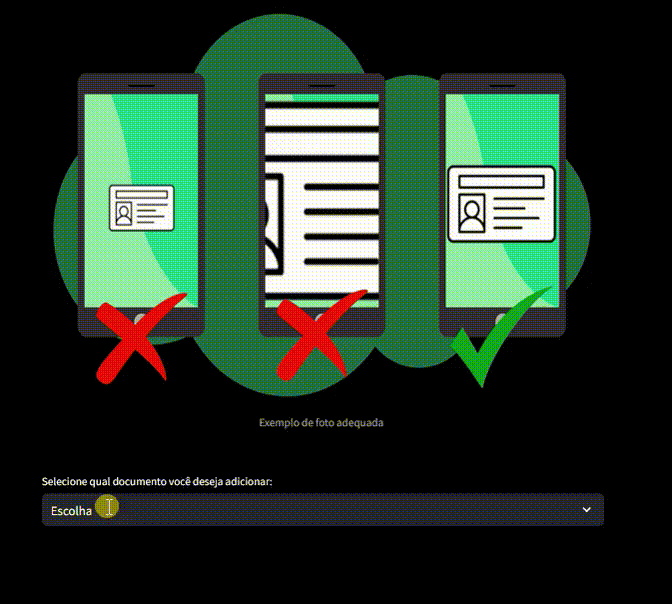 Exemplo de foto adequada
Selecione qual documento você deseja adicionar:
Escolha